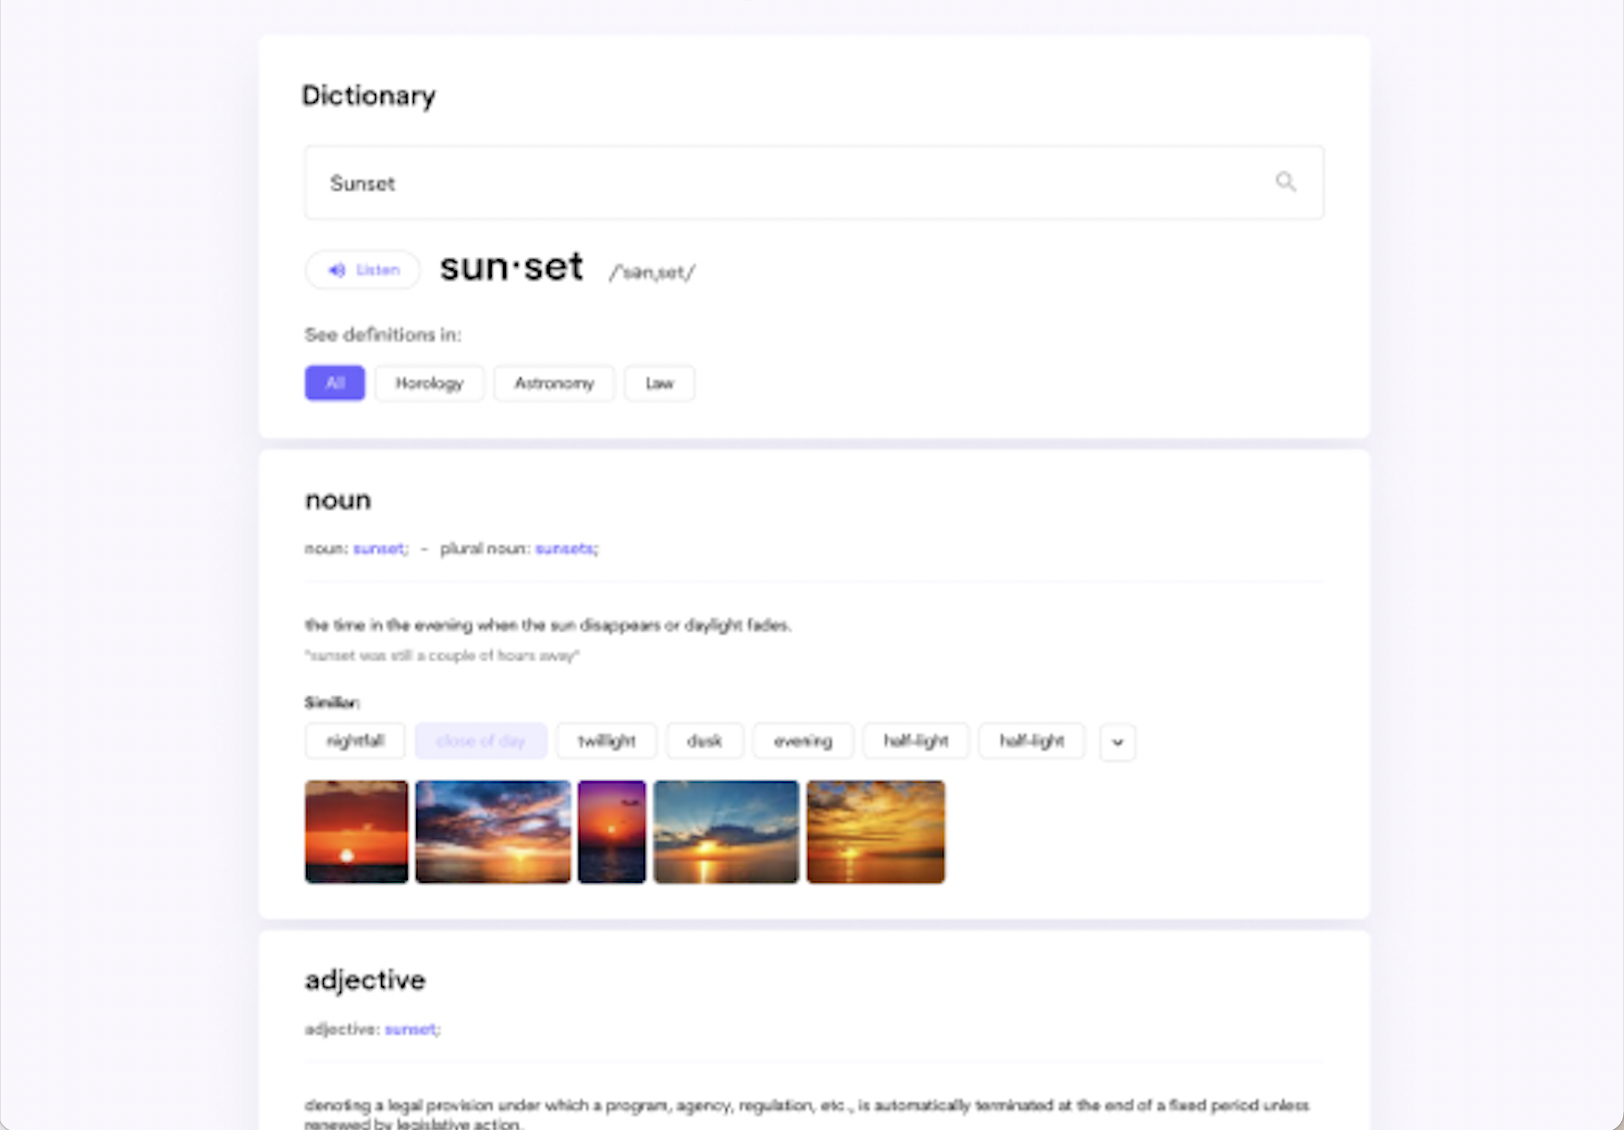 Dictionary
Sunset
Listen sun·set /ˈsənˌset/
See definitions in:
All Horology Astronomy Law
noun
noun: sunset; - plural noun: sunsets;
the time in the evening when the sun disappears or daylight fades.
"sunset was still a couple of hours away"
Similar:
nightfall close of day twillight dusk evening half-light half-light
adjective
adjective: sunset;
denoting a legal provision under which a program, agency, regulation, etc., is automatically terminated at the end of a fixed period unless
renewed by legislative action.